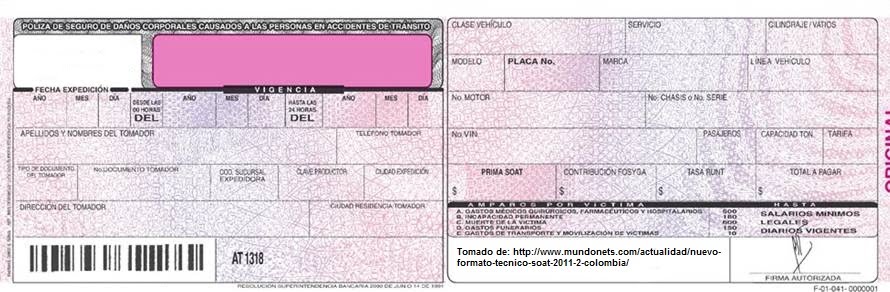 POLIZA DE SEGURO DE DAÑOS CORPORALES CAUSADOS A LAS PERSONAS EN ACCIDENTES DE TRÁNSITO
FECHA EXPEDICIÓN
VIGENCIA
AÑO MES DÍA DESDE LAS 00 HORAS DEL AÑO MES DÍA HASTA LAS 24 HORAS DEL AÑO MES DÍA
APELLIDOS Y NOMBRES DEL TOMADOR TELÉFONO TOMADOR
TIPO DE DOCUMENTO DEL TOMADOR No. DOCUMENTO TOMADOR COD. SUCURSAL EXPEDIDORA CLAVE PRODUCTOR CIUDAD EXPEDICIÓN
DIRECCIÓN DEL TOMADOR CIUDAD RESIDENCIA TOMADOR
AT 1318
RESOLUCIÓN SUPERINTENDENCIA BANCARIA 2090 DE JUNIO 14 DE 1991
CLASE VEHÍCULO SERVICIO CILINDRAJE / VATIOS
MODELO PLACA No. MARCA LÍNEA VEHÍCULO
No. MOTOR No. CHASIS o No. SERIE
No. VIN PASAJEROS CAPACIDAD TON. TARIFA
PRIMA SOAT CONTRIBUCIÓN FOSYGA TASA RUNT TOTAL A PAGAR
$ $ $ $
AMPAROS POR VICTIMA HASTA
A. GASTOS MÉDICOS QUIRÚRGICOS, FARMACÉUTICOS Y HOSPITALARIOS
B. INCAPACIDAD PERMANENTE 180
C. MUERTE DE LA VÍCTIMA 600
D. GASTOS FUNERARIOS 150
E. GASTOS DE TRANSPORTE Y MOVILIZACIÓN DE VÍCTIMAS 10
SALARIOS MINIMOS
LEGALES
DIARIOS VIGENTES
Tomado de: http://www.mundonets.com/actualidad/nuevo-
formato-tecnico-soat-2011-2-colombia/
FIRMA AUTORIZADA
F-01-041- 0000001
ORIGINAL